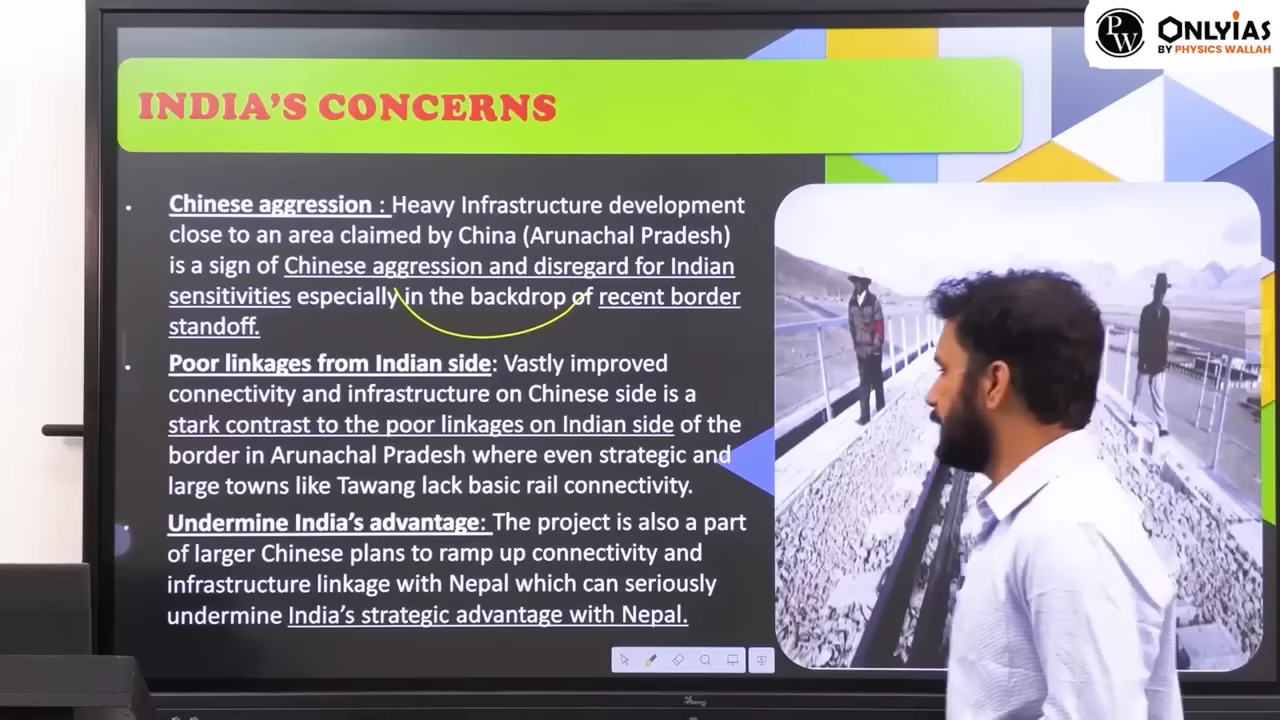 PW
ONLYIAS
BY PHYSICS WALLAH
INDIA'S CONCERNS
Chinese aggression : Heavy Infrastructure development
close to an area claimed by China (Arunachal Pradesh)
is a sign of Chinese aggression and disregard for Indian
sensitivities especially in the backdrop of recent border
standoff.
Poor linkages from Indian side: Vastly improved
connectivity and infrastructure on Chinese side is a
stark contrast to the poor linkages on Indian side of the
border in Arunachal Pradesh where even strategic and
large towns like Tawang lack basic rail connectivity.
Undermine India's advantage: The project is also a part
of larger Chinese plans to ramp up connectivity and
infrastructure linkage with Nepal which can seriously
undermine India's strategic advantage with Nepal.